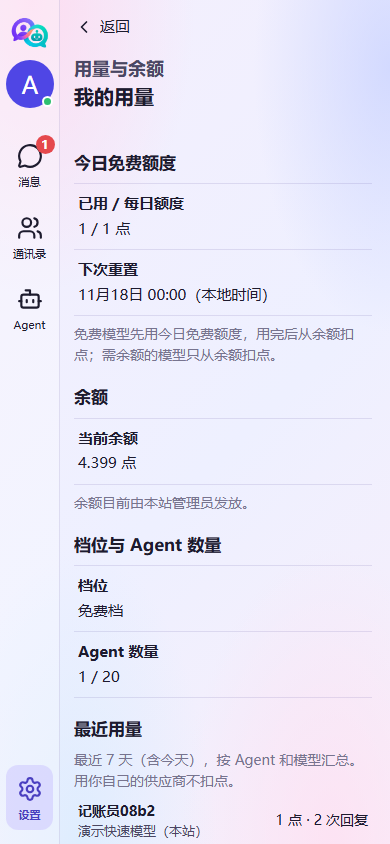 返回
A
用量与余额
我的用量
1
消息
通讯录
Agent
今日免费额度
已用 / 每日额度
1 / 1 点
下次重置
11月18日 00:00（本地时间）
免费模型先用今日免费额度，用完后从余额扣
点；需余额的模型只从余额扣点。
余额
当前余额
4.399 点
余额目前由本站管理员发放。
档位与 Agent 数量
档位
免费档
Agent 数量
1 / 20
最近用量
最近 7 天（含今天），按 Agent 和模型汇总。
用你自己的供应商不扣点。
记账员08b2
演示快速模型（本站）
1 点 · 2 次回复
设置